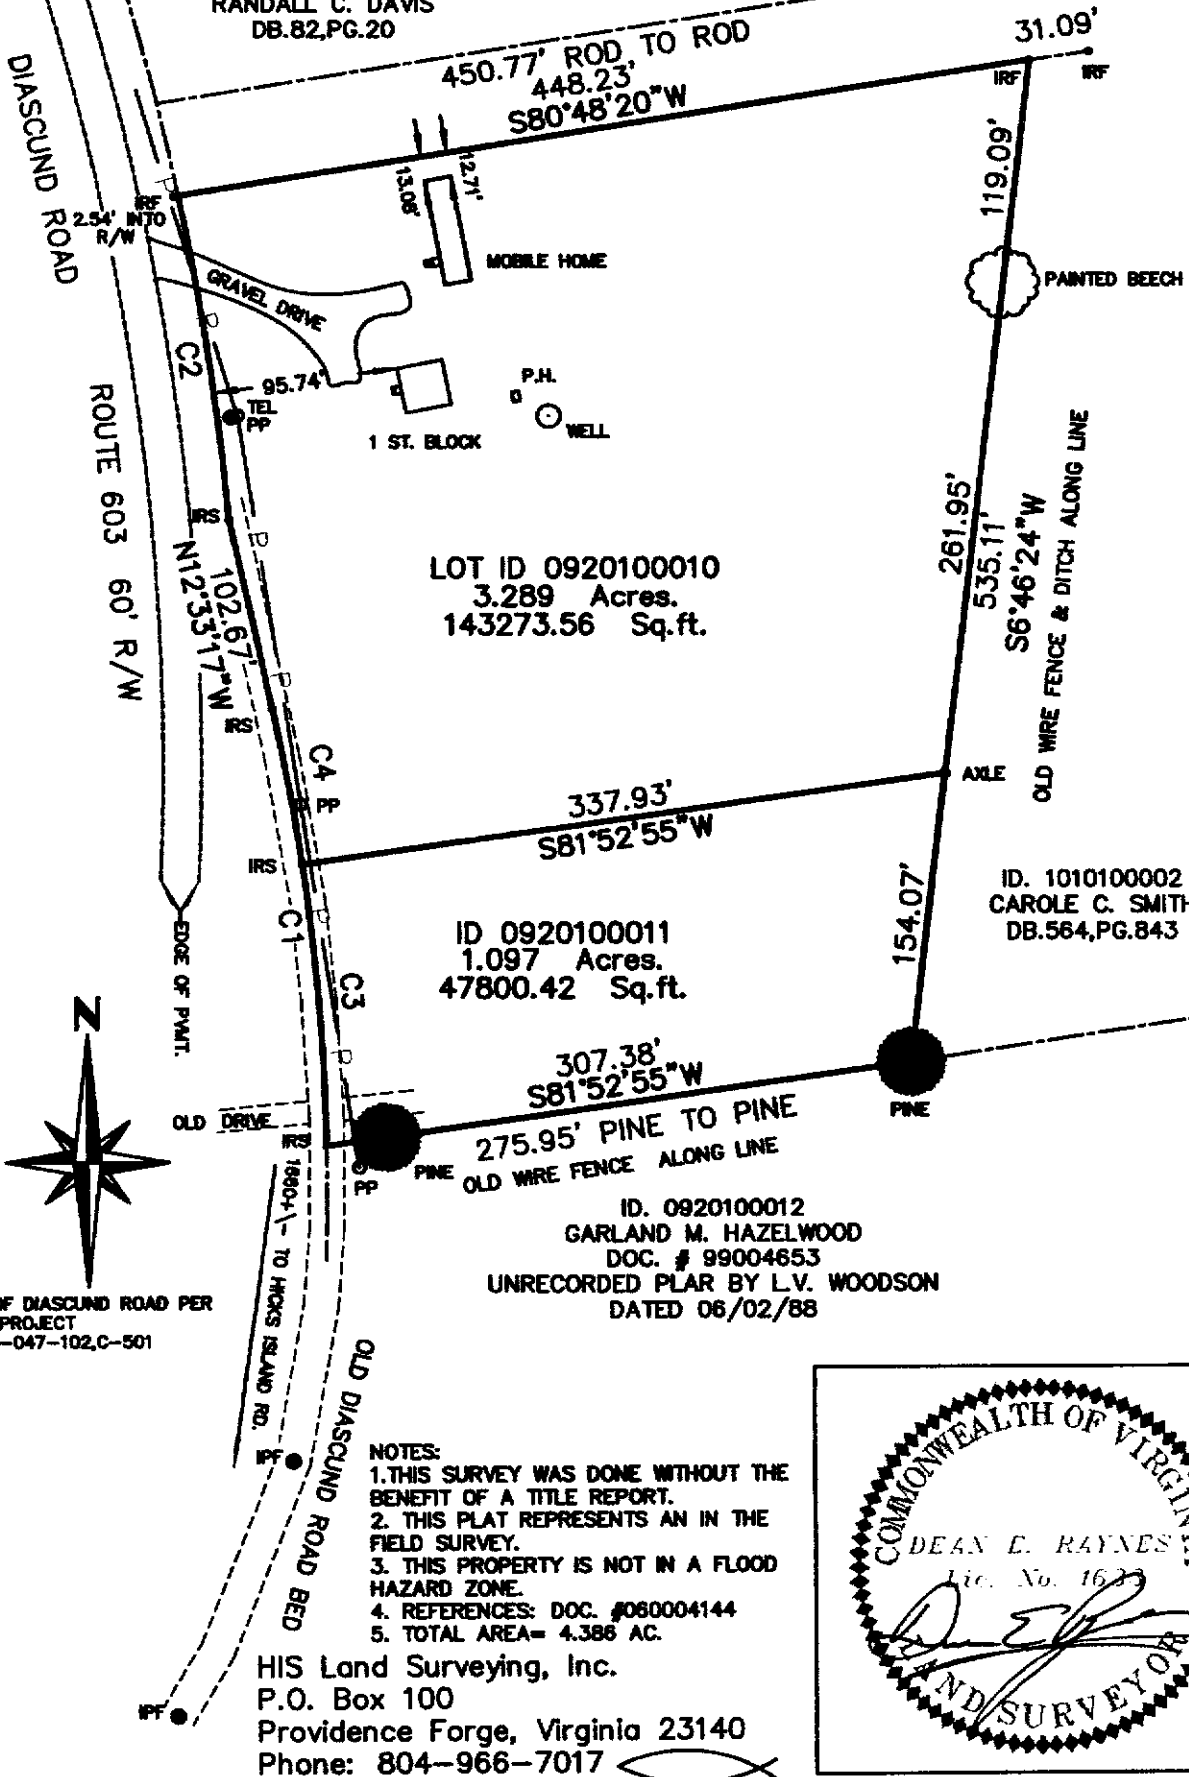 RANDALL C. DAVIS
DB.82,PG.20
31.09'
450.77' ROD TO ROD
448.23'
S80°48'20"W
IRF
IRF
DIASCUND ROAD
119.09'
12.71'
13.08'
IRF
2.54' INTO
R/W
MOBILE HOME
PAINTED BEECH
GRAVEL DRIVE
P
P
C2
95.74'
TEL
PP
P.H.
WELL
1 ST. BLOCK
ROUTE 603 60' R/W
IRS
P
N12°33'17"W
102.67'
261.95'
535.11'
S6°46'24"W
OLD WIRE FENCE & DITCH ALONG LINE
LOT ID 0920100010
3.289 Acres.
143273.56 Sq.ft.
P
IRS
C4
PP
AXLE
337.93'
S81°52'55"W
IRS
ID. 1010100002
CAROLE C. SMITH
DB.564,PG.843
154.07'
C1
P
ID 0920100011
1.097 Acres.
47800.42 Sq.ft.
EDGE OF PVMT.
C3
N
P
307.38'
S81°52'55"W
OLD DRIVE
IRS
PINE
PINE
275.95' PINE TO PINE
OLD WIRE FENCE ALONG LINE
PP
1660+\- TO HICKS ISLAND RD.
ID. 0920100012
GARLAND M. HAZELWOOD
DOC. # 99004653
UNRECORDED PLAR BY L.V. WOODSON
DATED 06/02/88
OF DIASCUND ROAD PER
PROJECT
-047-102,C-501
OLD DIASCUND ROAD BED
IPF
IPF
NOTES:
1.THIS SURVEY WAS DONE WITHOUT THE
BENEFIT OF A TITLE REPORT.
2. THIS PLAT REPRESENTS AN IN THE
FIELD SURVEY.
3. THIS PROPERTY IS NOT IN A FLOOD
HAZARD ZONE.
4. REFERENCES: DOC. #060004144
5. TOTAL AREA= 4.386 AC.
HIS Land Surveying, Inc.
P.O. Box 100
Providence Forge, Virginia 23140
Phone: 804-966-7017
COMMONWEALTH OF VIRGINIA
DEAN E. RAYNES
Lic. No.
LAND SURVEYOR